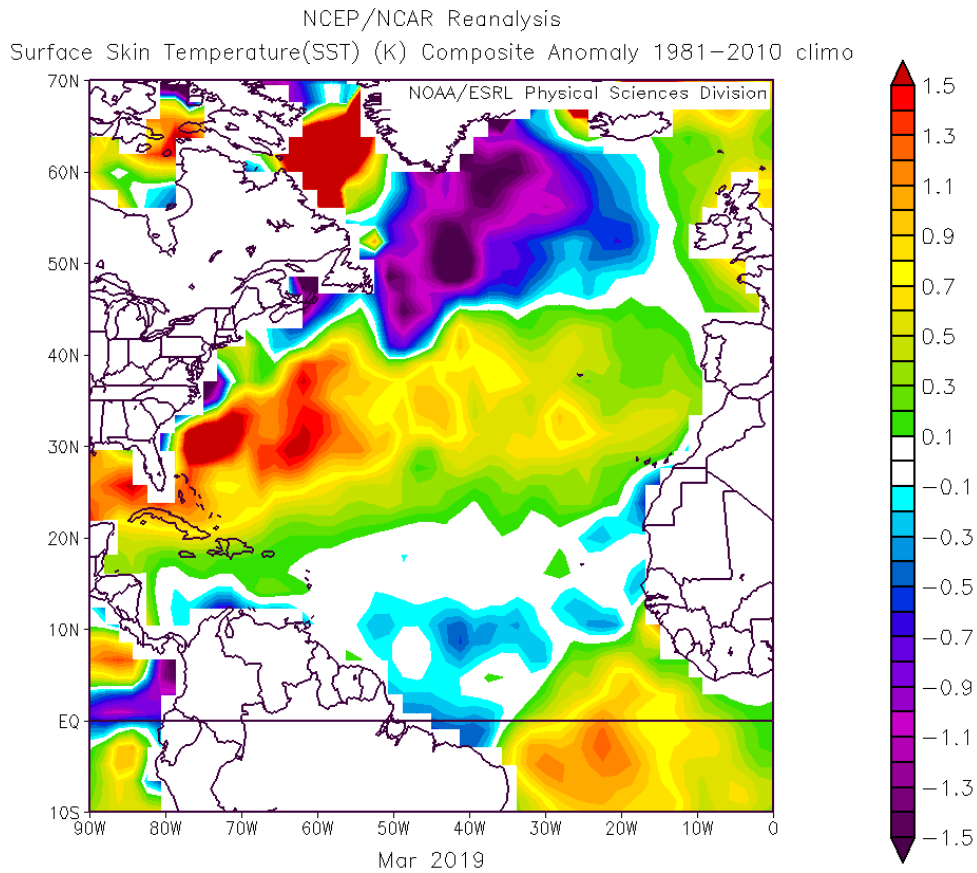 NCEP/NCAR Reanalysis
Surface Skin Temperature(SST) (K) Composite Anomaly 1981-2010 clima
NOAA/ESRL Physical Sciences Division
70N
60N
50N
40N
30N
20N
10N
EQ
10S
90W 80W 70W 60W 50W 40W 30W 20W 10W 0
Mar 2019
1.5
1.3
1.1
0.9
0.7
0.5
0.3
0.1
-0.1
-0.3
-0.5
-0.7
-0.9
-1.1
-1.3
-1.5